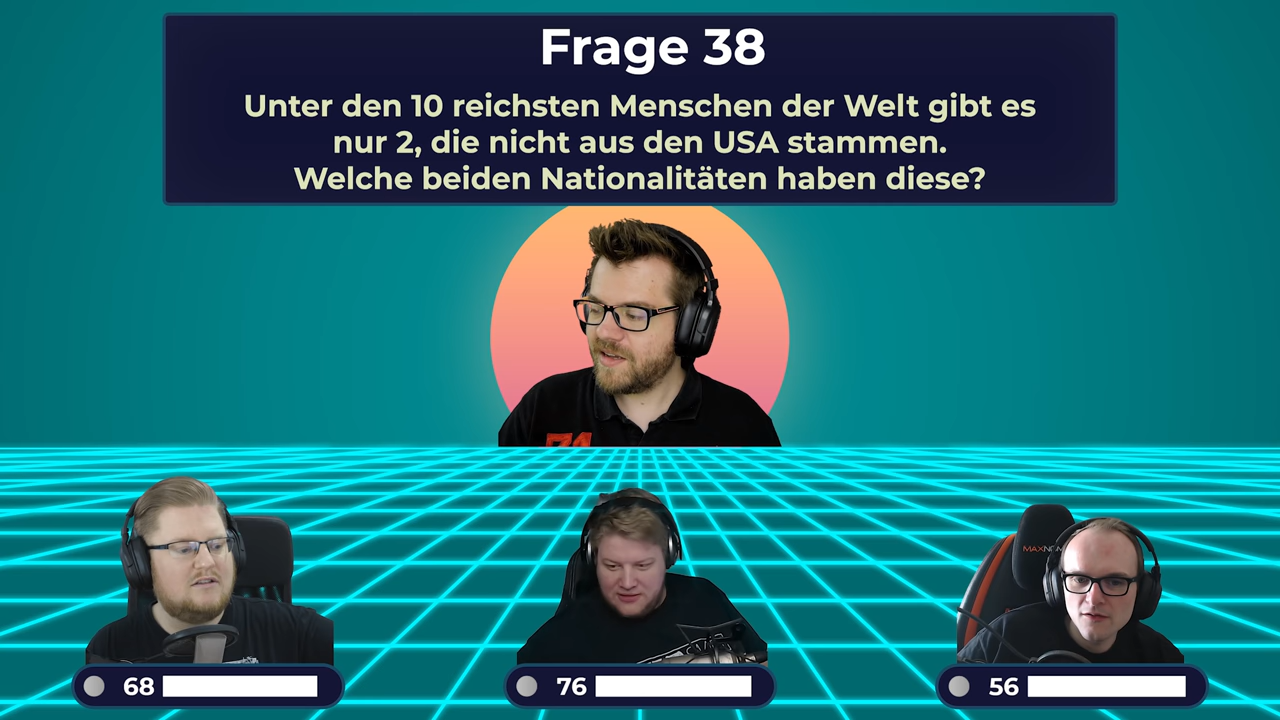 Frage 38
Unter den 10 reichsten Menschen der Welt gibt es
nur 2, die nicht aus den USA stammen.
Welche beiden Nationalitäten haben diese?
68
76
56